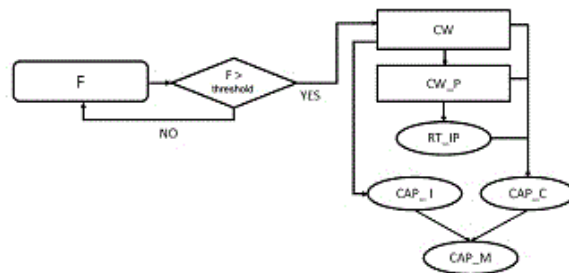 CW
F
F >
threshold
YES
CW_P
NO
RT_IP
CAP_I
CAP_C
CAP_M